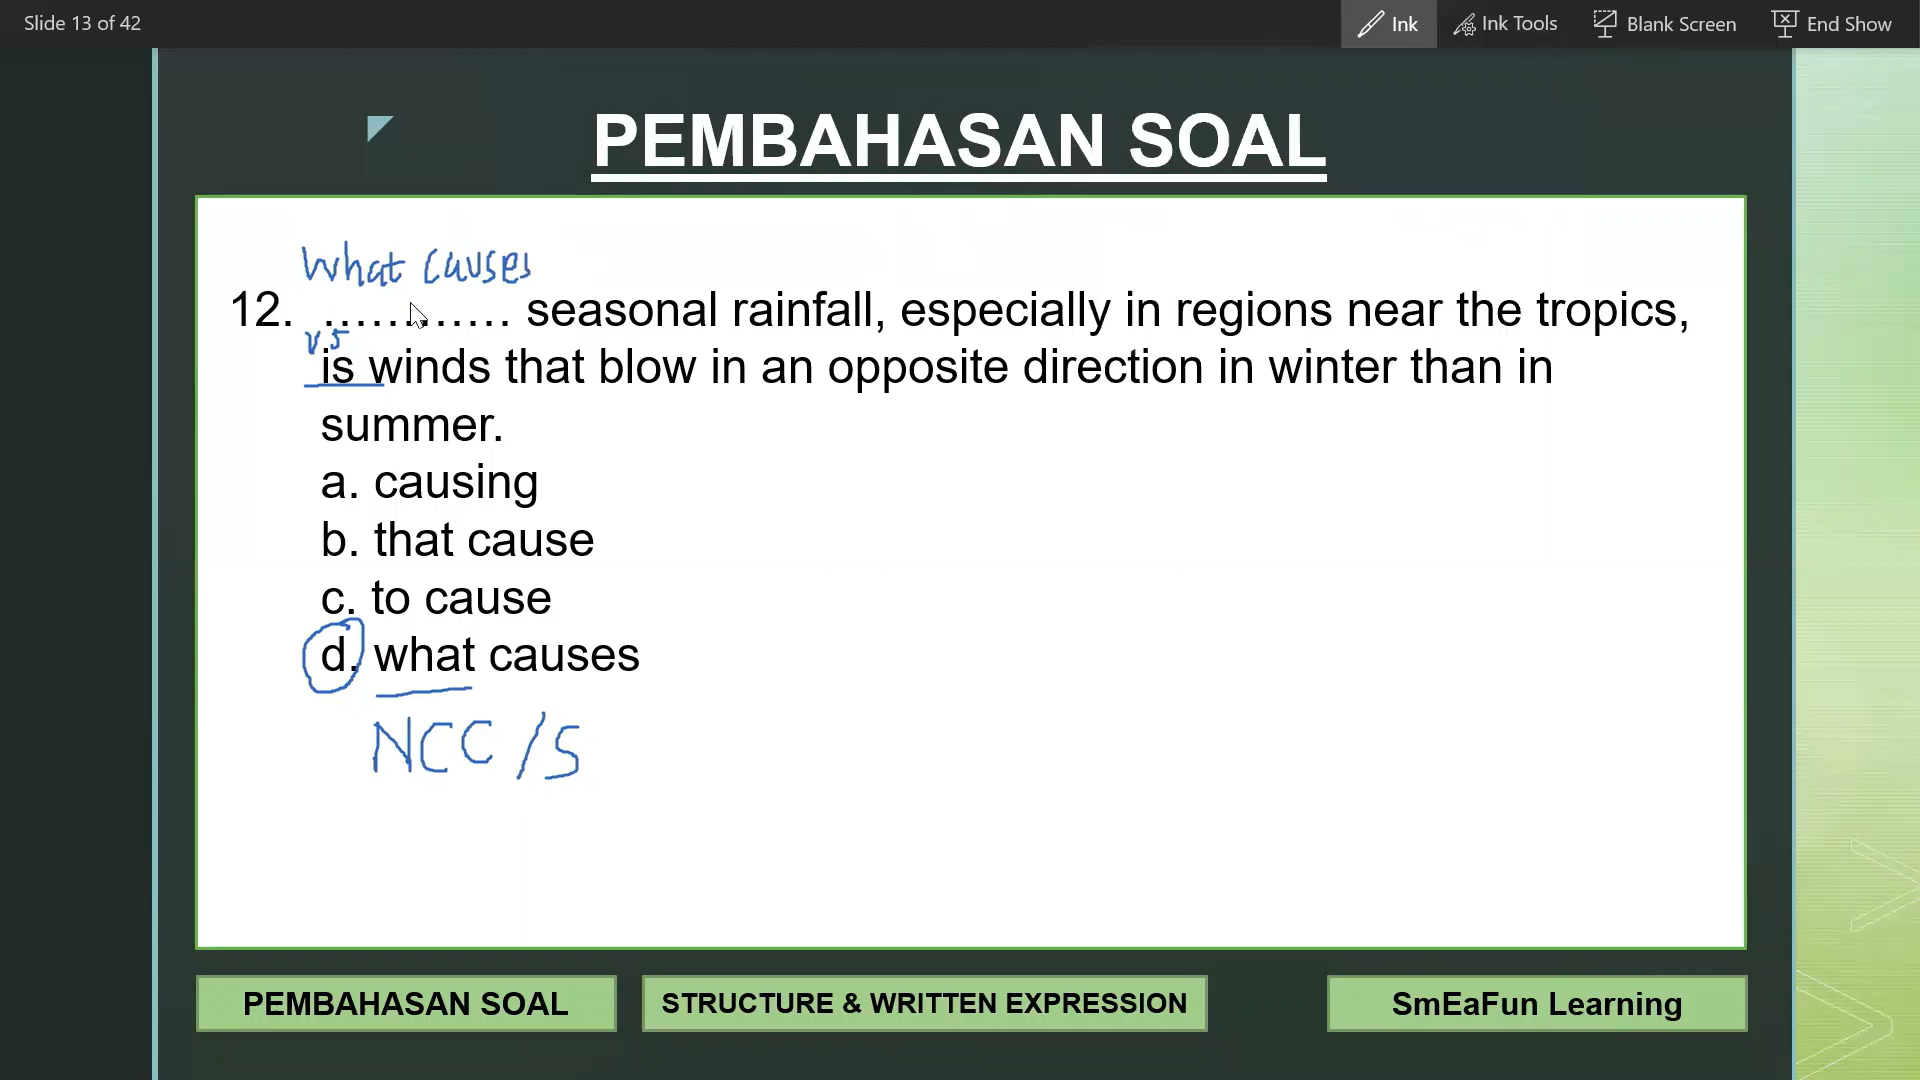 Slide 13 of 42
Ink
Ink Tools
Blank Screen
End Show
PEMBAHASAN SOAL
What causes
12. ............ seasonal rainfall, especially in regions near the tropics,
vs
is winds that blow in an opposite direction in winter than in
summer.
a. causing
b. that cause
c. to cause
d. what causes
NCC/S
PEMBAHASAN SOAL
STRUCTURE & WRITTEN EXPRESSION
SmEaFun Learning